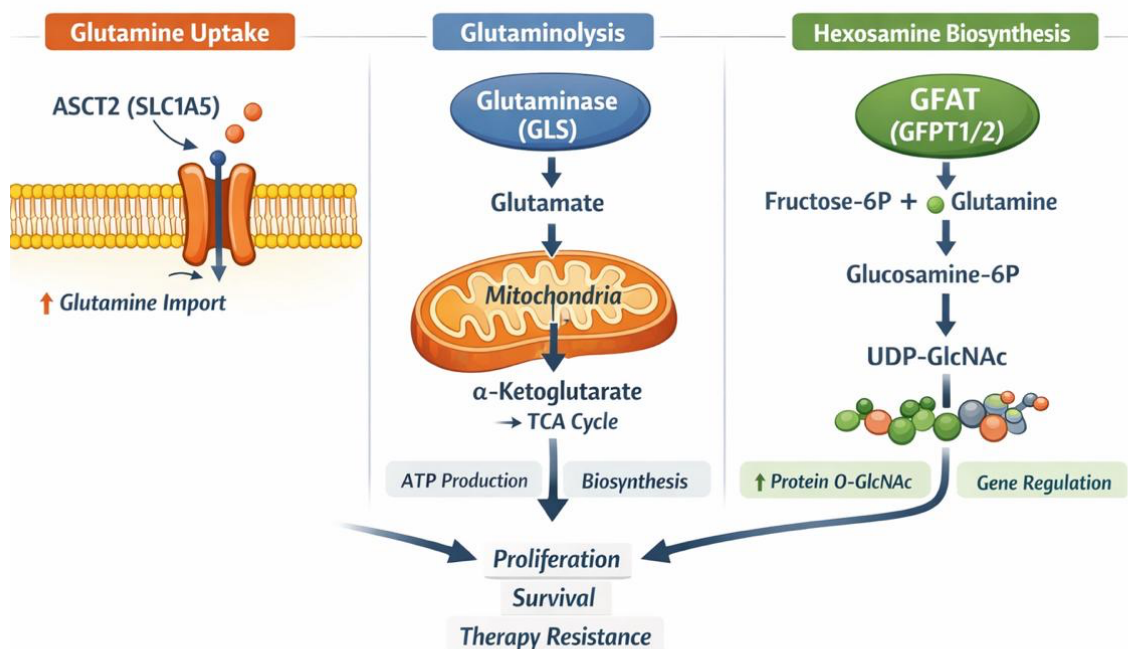 Glutamine Uptake
ASCT2 (SLC1A5)
↑ Glutamine Import
Glutaminolysis
Glutaminase
(GLS)
Glutamate
Mitochondria
α-Ketoglutarate
→ TCA Cycle
ATP Production
Biosynthesis
Hexosamine Biosynthesis
GFAT
(GFPT1/2)
Fructose-6P + Glutamine
Glucosamine-6P
UDP-GlcNAc
↑ Protein O-GlcNAc
Gene Regulation
Proliferation
Survival
Therapy Resistance